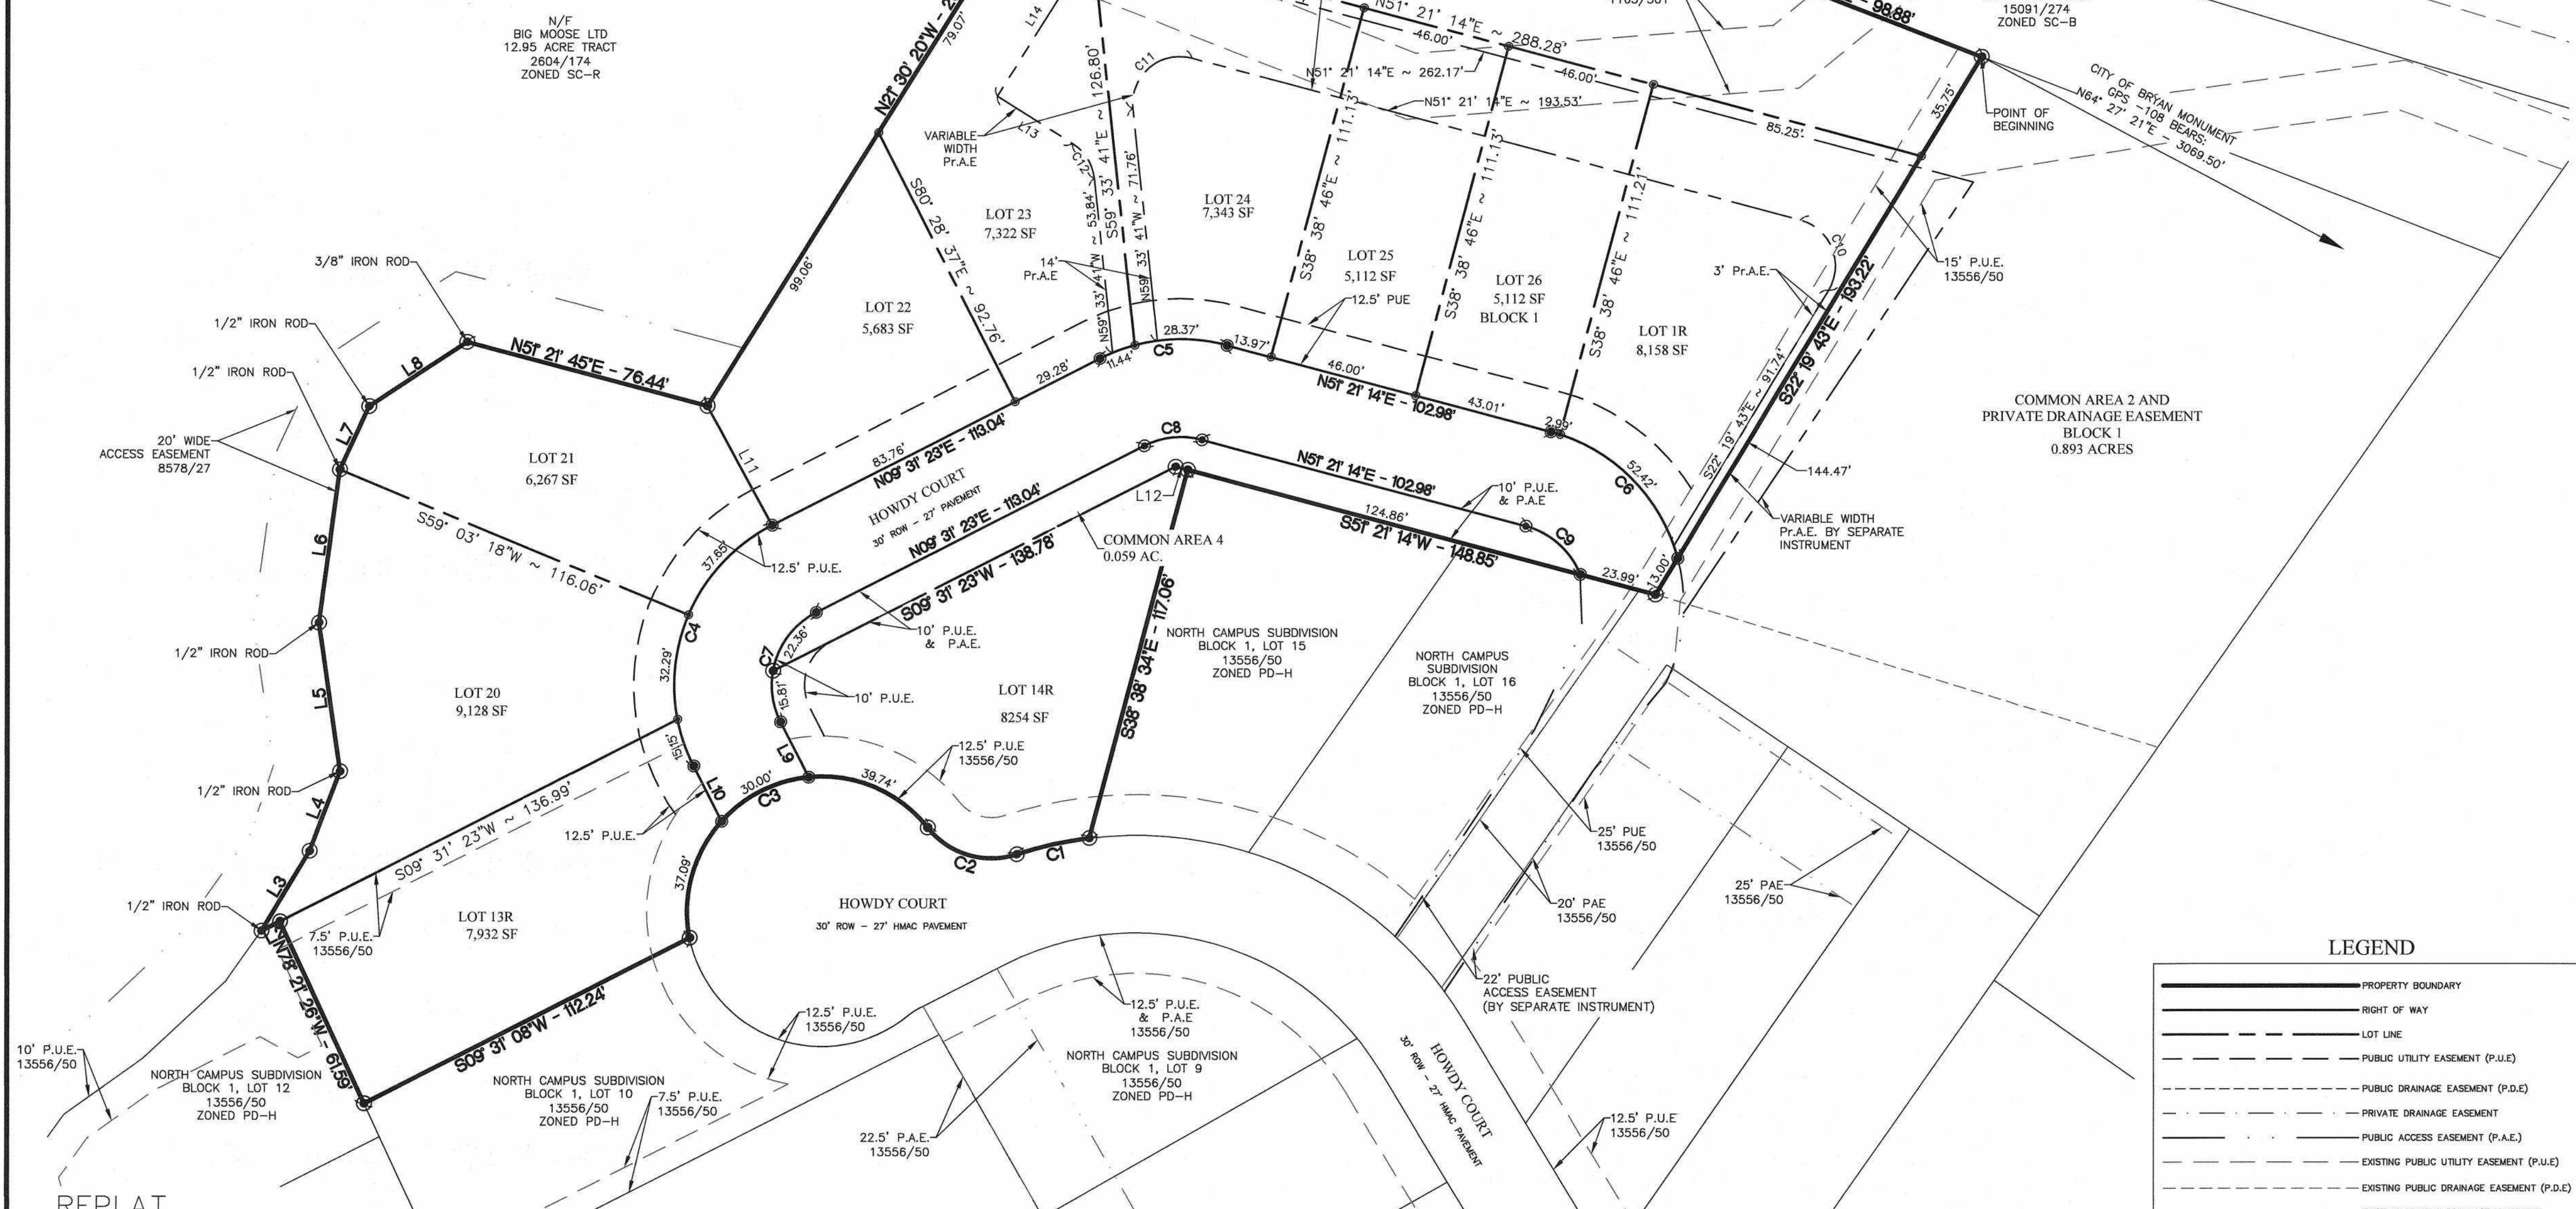 N/F
BIG MOOSE LTD
12.95 ACRE TRACT
2604/174
ZONED SC-R
79.07'
L14
N51° 21' 14"E ~ 288.28'
46.00'
N51° 21' 14"E ~ 262.17'
46.00'
N51° 21' 14"E ~ 193.53'
85.25'
98.88'
15091/274
ZONED SC-B
35.75'
POINT OF
BEGINNING
CITY OF BRYAN MONUMENT
GPS -108 BEARS:
N64° 27' 21"E - 3069.50'
C11
L13
C12
VARIABLE
WIDTH
Pr.A.E
S59° 33' 41"E ~ 126.80'
N59° 33' 41"W ~ 71.76'
N59° 33' 41"W ~ 53.84'
14'
Pr.A.E
LOT 23
7,322 SF
LOT 24
7,343 SF
S38° 38' 46"E ~ 111.13'
LOT 25
5,112 SF
12.5' PUE
S38° 38' 46"E ~ 111.13'
LOT 26
5,112 SF
BLOCK 1
S38° 38' 46"E ~ 111.21'
LOT 1R
8,158 SF
3' Pr.A.E.
C10
15' P.U.E.
13556/50
S22° 19' 43"E - 193.22'
S22° 19' 43"E ~ 91.74'
144.47'
VARIABLE WIDTH
Pr.A.E. BY SEPARATE
INSTRUMENT
COMMON AREA 2 AND
PRIVATE DRAINAGE EASEMENT
BLOCK 1
0.893 ACRES
3/8" IRON ROD
1/2" IRON ROD
1/2" IRON ROD
20' WIDE
ACCESS EASEMENT
8578/27
L8
L7
N51° 21' 45"E - 76.44'
99.06'
S80° 28' 37"E ~ 92.76'
LOT 22
5,683 SF
LOT 21
6,267 SF
L11
83.76'
29.28'
11.44'
28.37'
C5
13.97'
46.00'
43.01'
2.99'
N51° 21' 14"E - 102.98'
N09° 31' 23"E - 113.04'
HOWDY COURT
30' ROW - 27' PAVEMENT
N09° 31' 23"E - 113.04'
C8
N51° 21' 14"E - 102.98'
L12
10' P.U.E.
& P.A.E
52.42'
C6
C9
124.86'
S51° 21' 14"W - 148.85'
23.99'
13.00'
COMMON AREA 4
0.059 AC.
S09° 31' 23"W - 138.78'
L6
S59° 03' 18"W ~ 116.06'
37.65'
12.5' P.U.E.
C4
32.29'
1/2" IRON ROD
L5
LOT 20
9,128 SF
22.36'
C7
15.81'
10' P.U.E.
& P.A.E.
10' P.U.E.
LOT 14R
8254 SF
S38° 38' 34"E - 117.06'
NORTH CAMPUS SUBDIVISION
BLOCK 1, LOT 15
13556/50
ZONED PD-H
NORTH CAMPUS
SUBDIVISION
BLOCK 1, LOT 16
13556/50
ZONED PD-H
1/2" IRON ROD
L4
15.15'
L10
L9
12.5' P.U.E.
30.00'
C3
39.74'
12.5' P.U.E
13556/50
C2
C1
37.09'
S09° 31' 23"W ~ 136.99'
L3
1/2" IRON ROD
7.5' P.U.E.
13556/50
LOT 13R
7,932 SF
N78° 21' 26"W - 61.59'
S09° 31' 08"W - 112.24'
HOWDY COURT
30' ROW - 27' HMAC PAVEMENT
25' PUE
13556/50
20' PAE
13556/50
25' PAE
13556/50
22' PUBLIC
ACCESS EASEMENT
(BY SEPARATE INSTRUMENT)
12.5' P.U.E.
13556/50
12.5' P.U.E.
& P.A.E
13556/50
10' P.U.E.
13556/50
NORTH CAMPUS SUBDIVISION
BLOCK 1, LOT 12
13556/50
ZONED PD-H
NORTH CAMPUS SUBDIVISION
BLOCK 1, LOT 10
13556/50
ZONED PD-H
7.5' P.U.E.
13556/50
NORTH CAMPUS SUBDIVISION
BLOCK 1, LOT 9
13556/50
ZONED PD-H
22.5' P.A.E.
13556/50
HOWDY COURT
30' ROW - 27' HMAC PAVEMENT
12.5' P.U.E
13556/50
LEGEND
PROPERTY BOUNDARY
RIGHT OF WAY
LOT LINE
PUBLIC UTILITY EASEMENT (P.U.E)
PUBLIC DRAINAGE EASEMENT (P.D.E)
PRIVATE DRAINAGE EASEMENT
PUBLIC ACCESS EASEMENT (P.A.E.)
EXISTING PUBLIC UTILITY EASEMENT (P.U.E)
EXISTING PUBLIC DRAINAGE EASEMENT (P.D.E)
REPLAT